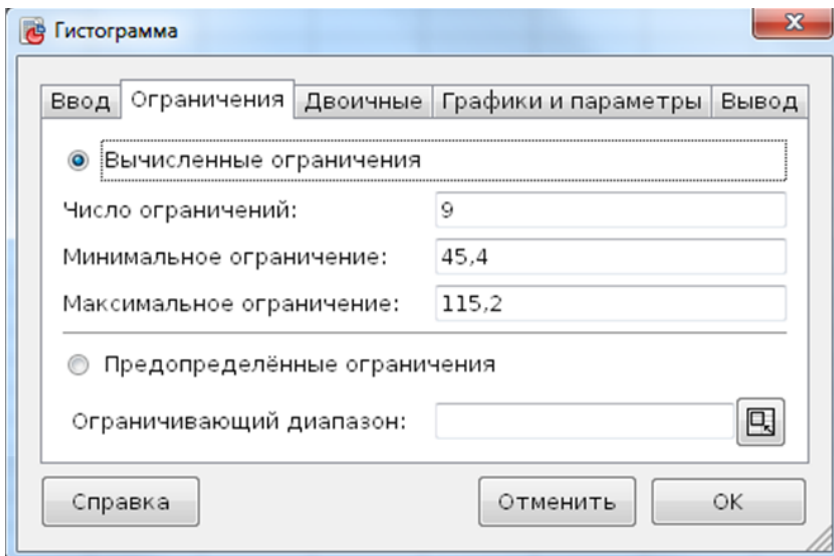 Гистограмма
Ввод Ограничения Двоичные Графики и параметры Вывод
Вычисленные ограничения
Число ограничений: 9
Минимальное ограничение: 45,4
Максимальное ограничение: 115,2
Предопределённые ограничения
Ограничивающий диапазон:
Справка Отменить OK